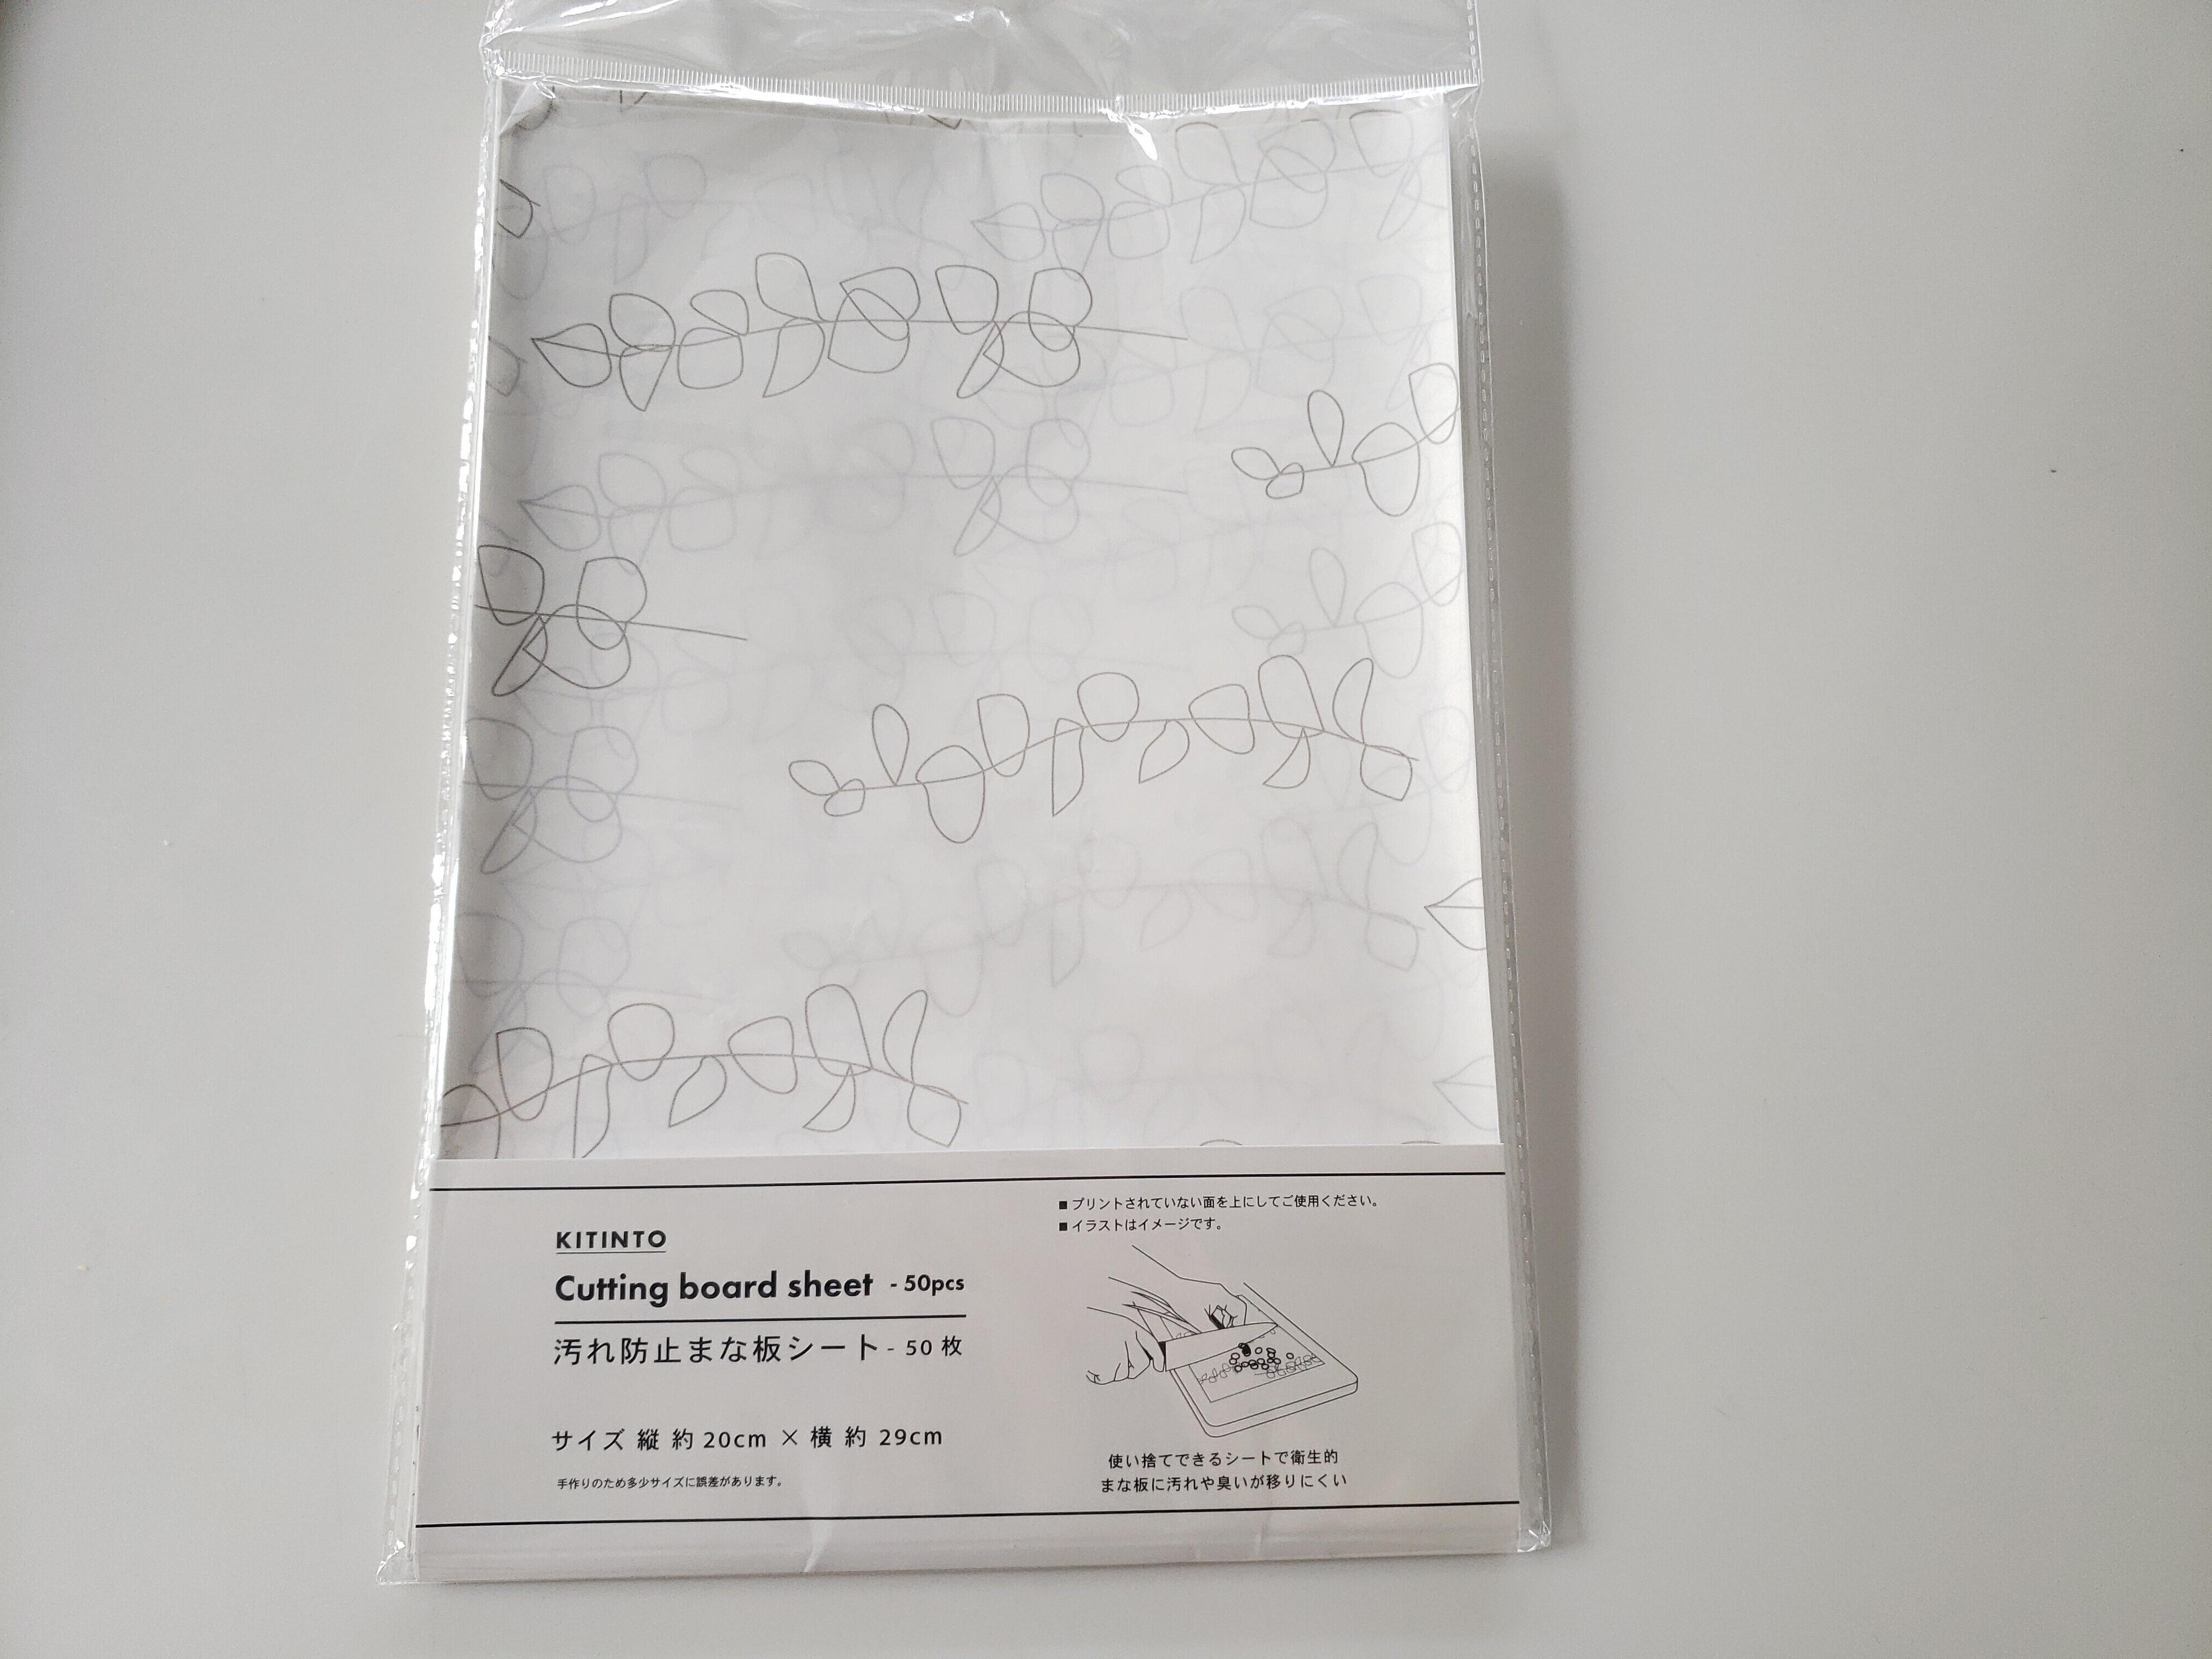 KITINTO
Cutting board sheet - 50pcs
汚れ防止まな板シート- 50 枚
サイズ 縦 約 20cm × 横 約 29cm
手作りのため多少サイズに誤差があります。
■ プリントされていない面を上にしてご使用ください。
■ イラストはイメージです。
使い捨てできるシートで衛生的
まな板に汚れや臭いが移りにくい